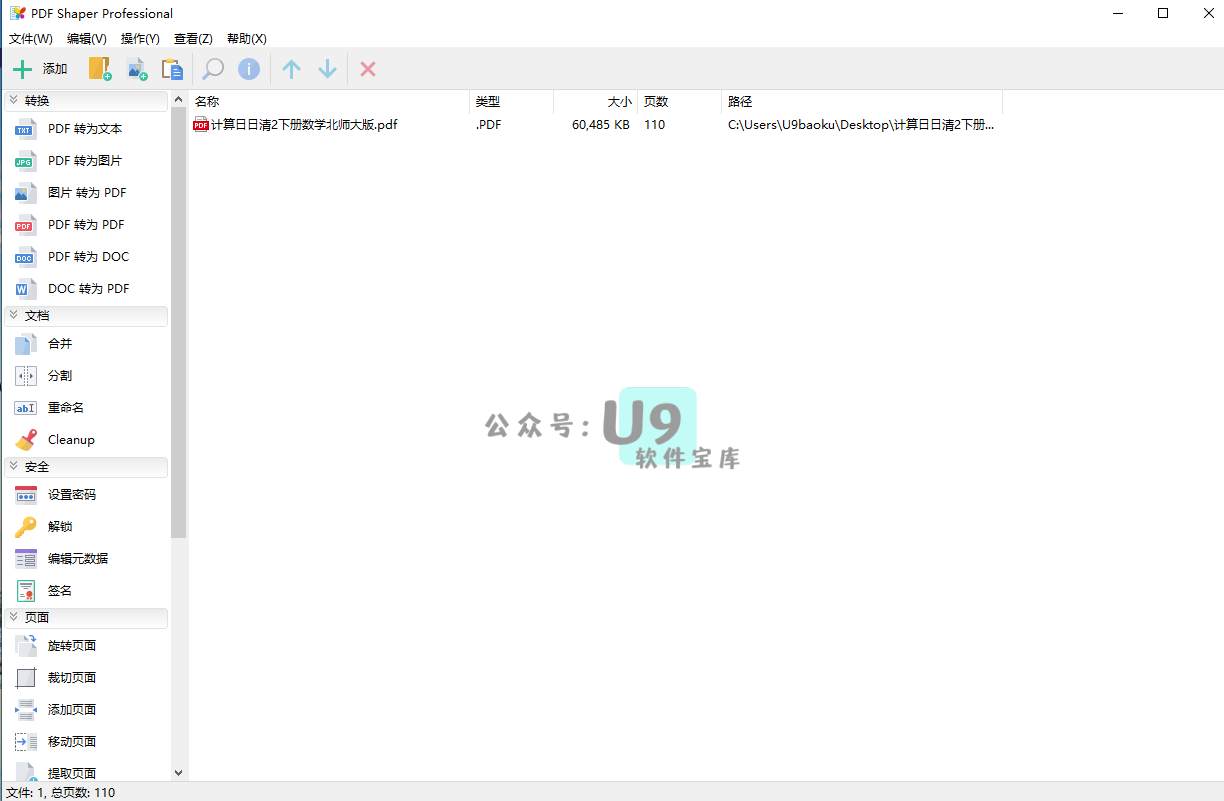 PDF Shaper Professional
文件(W) 编辑(V) 操作(Y) 查看(Z) 帮助(X)
添加
转换
PDF 转为文本
PDF 转为图片
图片 转为 PDF
PDF 转为 PDF
PDF 转为 DOC
DOC 转为 PDF
文档
合并
分割
重命名
Cleanup
安全
设置密码
解锁
编辑元数据
签名
页面
旋转页面
裁切页面
添加页面
移动页面
提取页面
名称 类型 大小 页数 路径
计算日日清2下册数学北师大版.pdf .PDF 60,485 KB 110 C:\Users\U9baoku\Desktop\计算日日清2下册...
公众号：U9
软件宝库
文件: 1, 总页数: 110